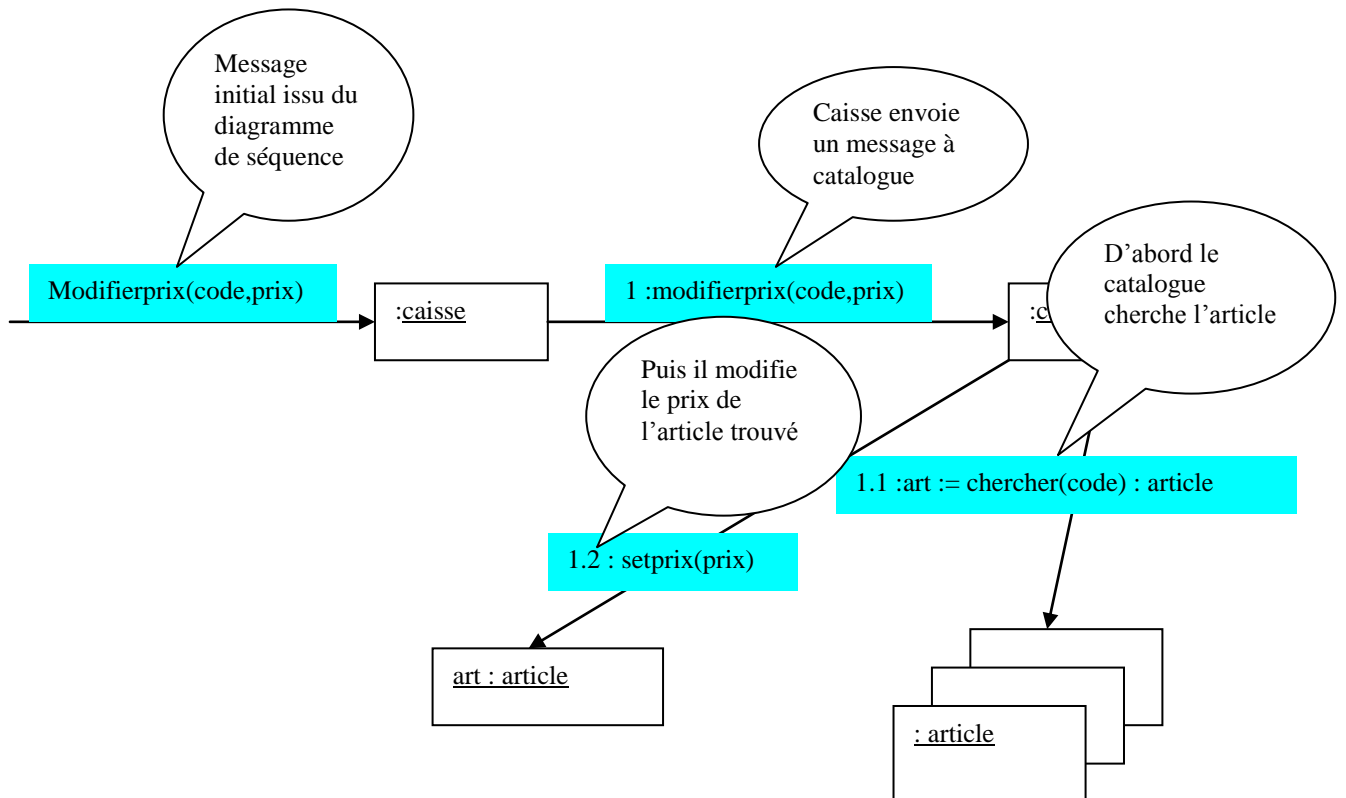 Message
initial issu du
diagramme
de séquence
Caisse envoie
un message à
catalogue
D’abord le
catalogue
cherche l’article
Modifierprix(code,prix)
:caisse
1 :modifierprix(code,prix)
:c
Puis il modifie
le prix de
l’article trouvé
1.1 :art := chercher(code) : article
1.2 : setprix(prix)
art : article
: article